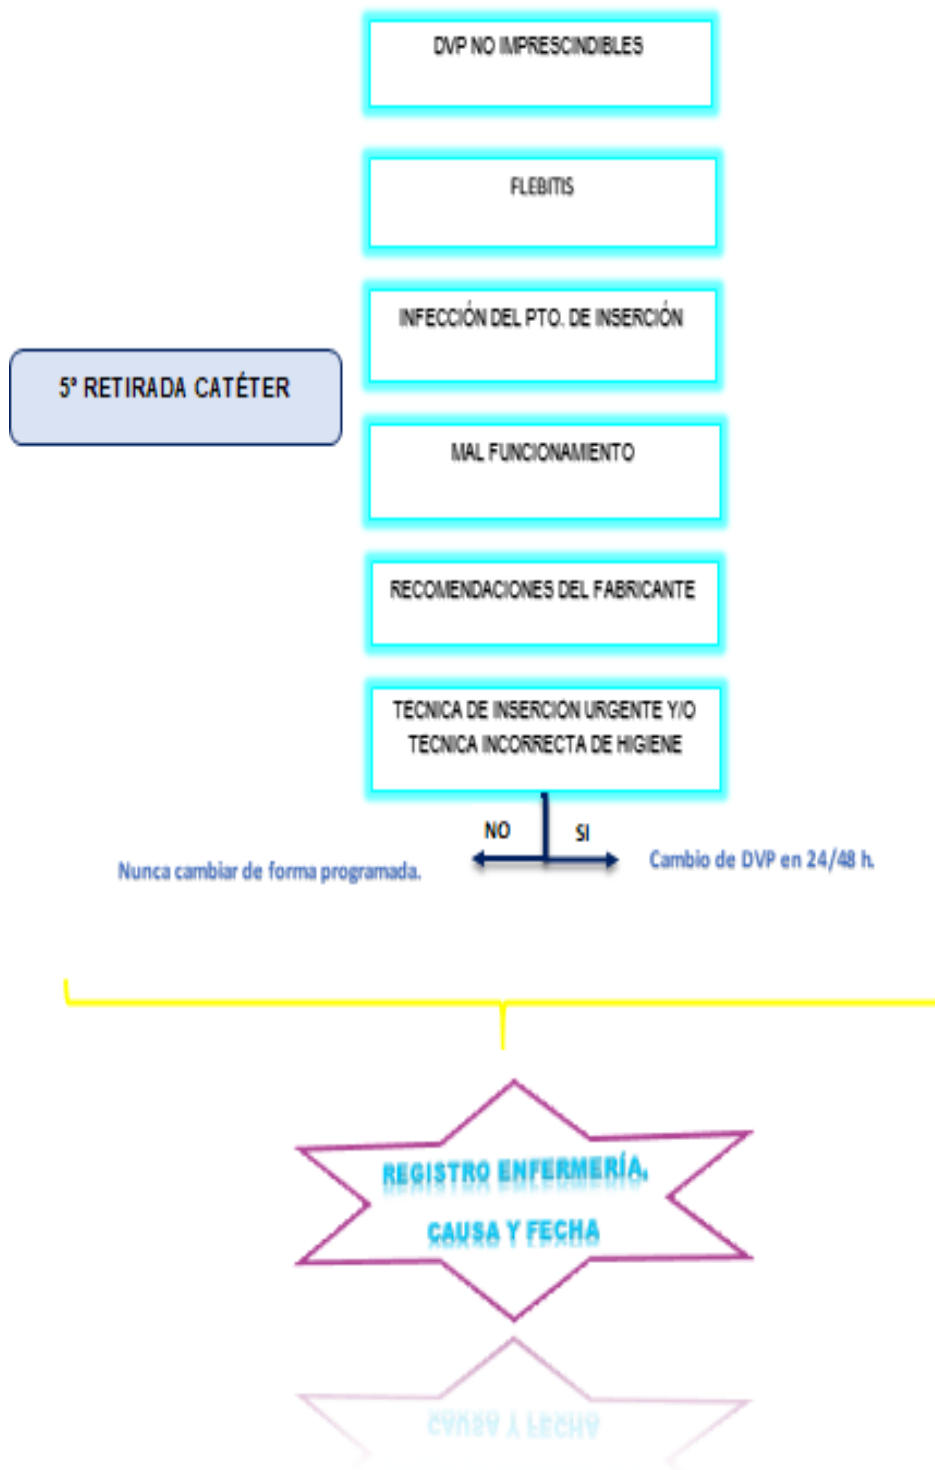 DVP NO IMPRESCINDIBLES
FLEBITIS
INFECCIÓN DEL PTO. DE INSERCIÓN
5º RETIRADA CATÉTER
MAL FUNCIONAMIENTO
RECOMENDACIONES DEL FABRICANTE
TECNICA DE INSERCION URGENTE Y/O
TECNICA INCORRECTA DE HIGIENE
NO
SI
Nunca cambiar de forma programada.
Cambio de DVP en 24/48 h.
REGISTRO ENFERMERÍA,
CAUSA Y FECHA